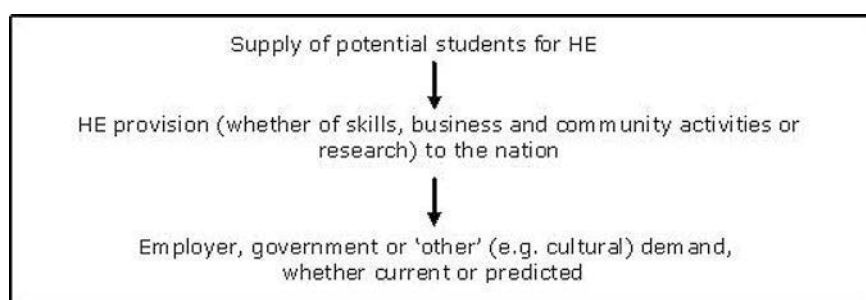 Supply of potential students for HE
HE provision (whether of skills, business and community activities or
research) to the nation
Employer, government or ‘other’ (e.g. cultural) demand,
whether current or predicted